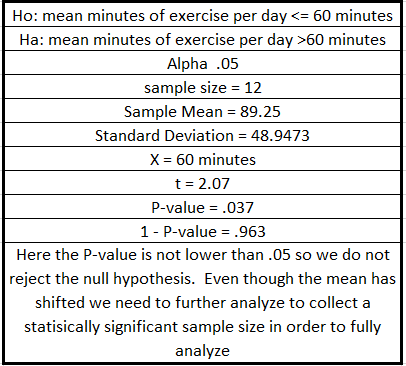 Ho: mean minutes of exercise per day <= 60 minutes
Ha: mean minutes of exercise per day >60 minutes
Alpha .05
sample size = 12
Sample Mean = 89.25
Standard Deviation = 48.9473
X = 60 minutes
t = 2.07
P-value = .037
1 - P-value = .963
Here the P-value is not lower than .05 so we do not
reject the null hypothesis. Even though the mean has
shifted we need to further analyze to collect a
statisically significant sample size in order to fully
analyze